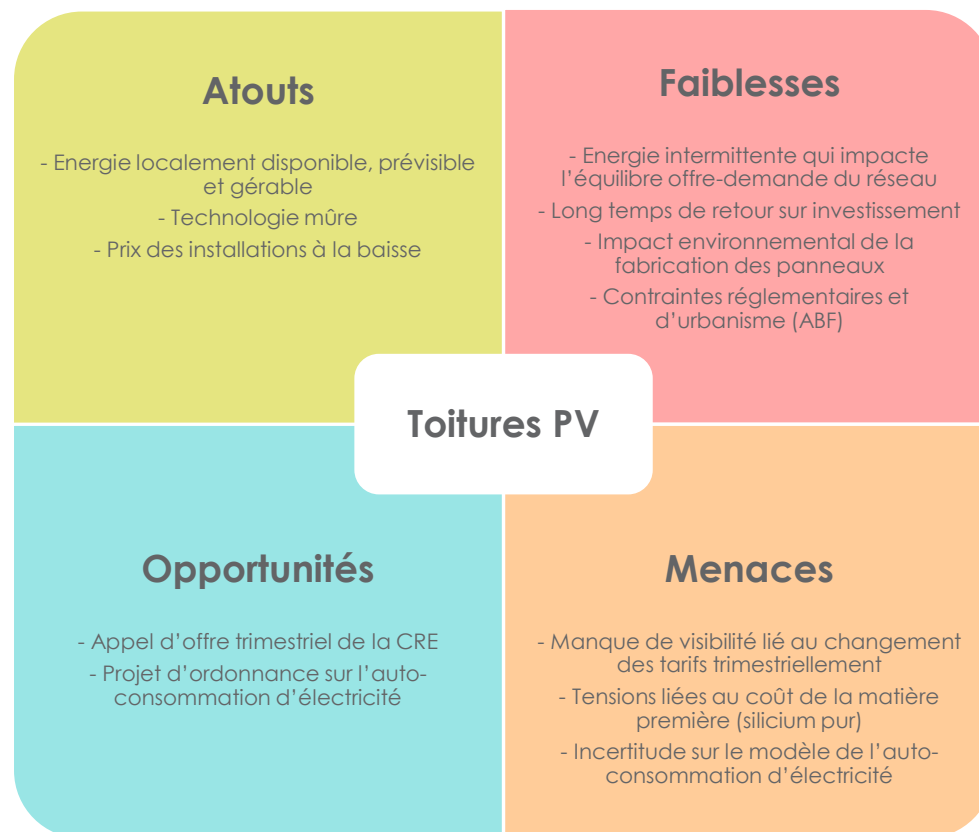 Atouts
- Energie localement disponible, prévisible
et gérable
- Technologie mûre
- Prix des installations à la baisse
Faiblesses
- Energie intermittente qui impacte
l’équilibre offre-demande du réseau
- Long temps de retour sur investissement
- Impact environnemental de la
fabrication des panneaux
- Contraintes réglementaires et
d’urbanisme (ABF)
Toitures PV
Opportunités
- Appel d’offre trimestriel de la CRE
- Projet d’ordonnance sur l’auto-
consommation d’électricité
Menaces
- Manque de visibilité lié au changement
des tarifs trimestriellement
- Tensions liées au coût de la matière
première (silicium pur)
- Incertitude sur le modèle de l’auto-
consommation d’électricité